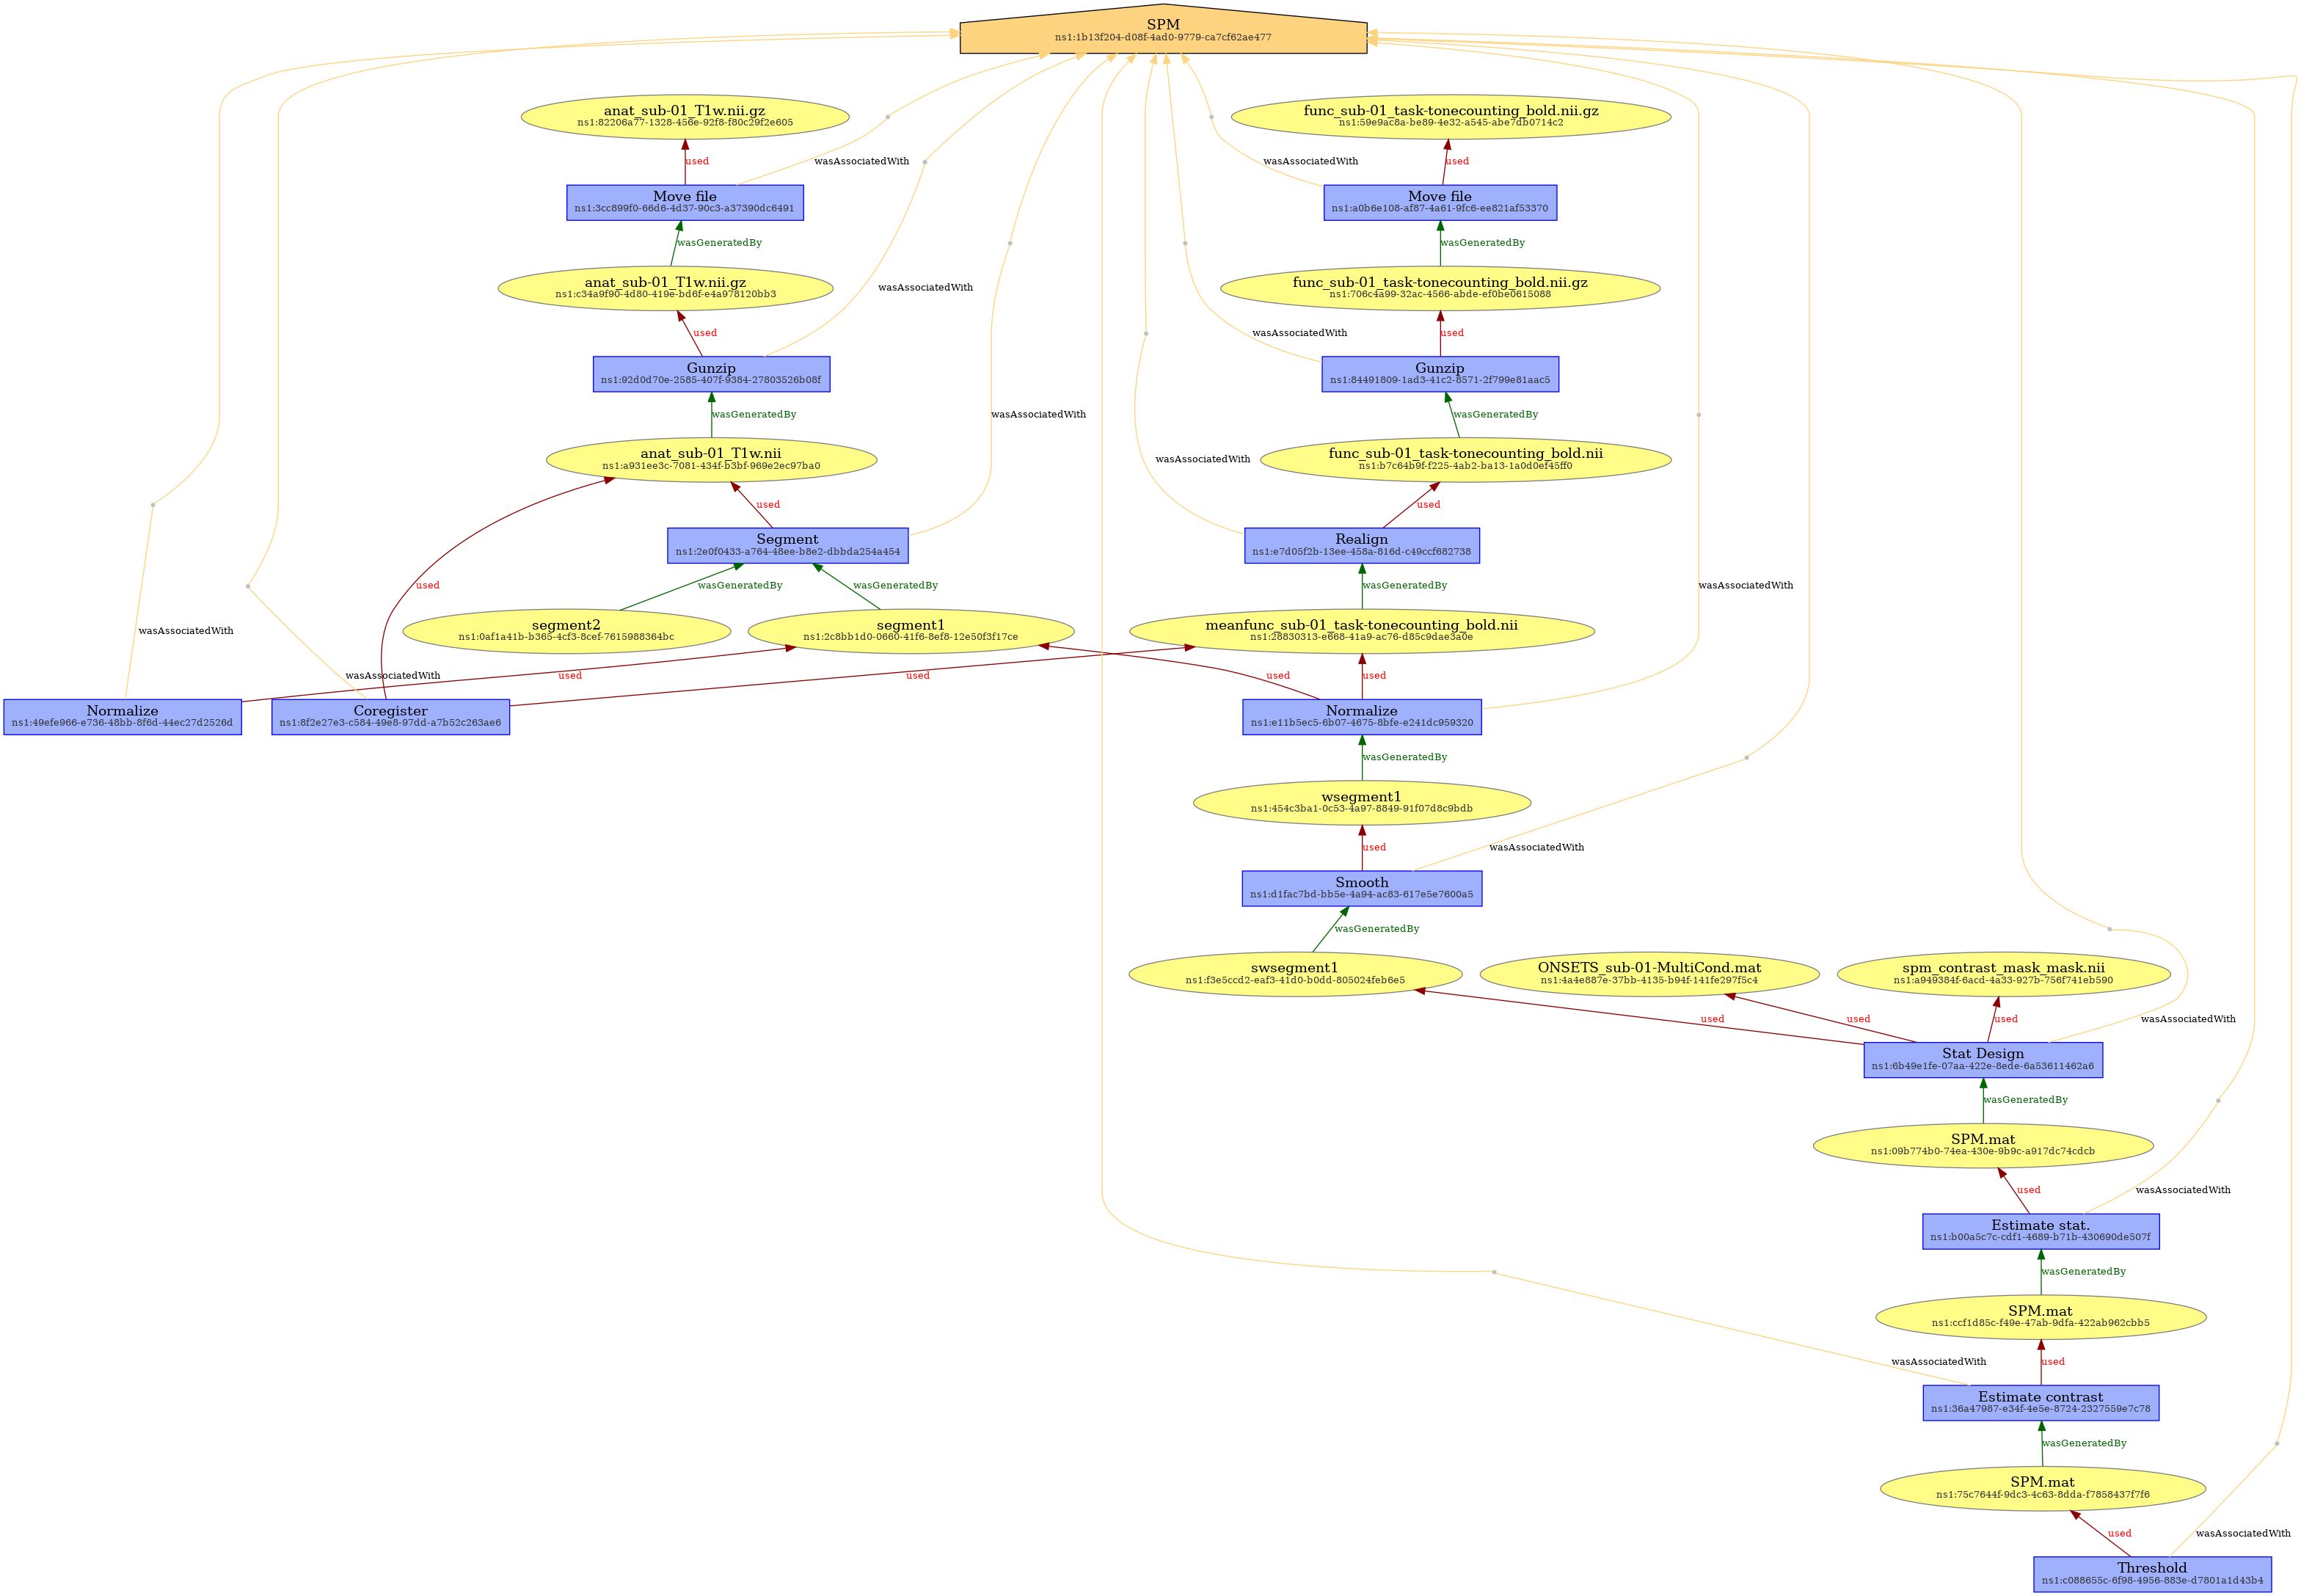 SPM
ns1:1b13f204-d08f-4ad0-9779-ca7cf62ae477
anat_sub-01_T1w.nii.gz
ns1:82206a77-1328-456e-92f8-f80c29f2e605
func_sub-01_task-tonecounting_bold.nii.gz
ns1:59e9ac8a-be89-4e32-a545-abe7db0714c2
used
wasAssociatedWith
wasAssociatedWith
used
Move file
ns1:3cc899f0-66d6-4d37-90c3-a37390dc6491
Move file
ns1:a0b6e108-af87-4a61-9fc6-ee821af53370
wasGeneratedBy
wasGeneratedBy
anat_sub-01_T1w.nii.gz
ns1:c34a9f90-4d80-419e-bd6f-e4a978120bb3
wasAssociatedWith
func_sub-01_task-tonecounting_bold.nii.gz
ns1:706c4a99-32ac-4566-abde-ef0be0615088
used
wasAssociatedWith
used
Gunzip
ns1:92d0d70e-2585-407f-9384-27803526b08f
Gunzip
ns1:84491809-1ad3-41c2-8571-2f799e81aac5
wasGeneratedBy
wasAssociatedWith
wasGeneratedBy
anat_sub-01_T1w.nii
ns1:a931ee3c-7081-434f-b3bf-969e2ec97ba0
wasAssociatedWith
func_sub-01_task-tonecounting_bold.nii
ns1:b7c64b9f-f225-4ab2-ba13-1a0d0ef45ff0
used
used
Segment
ns1:2e0f0433-a764-48ee-b8e2-dbbda254a454
Realign
ns1:e7d05f2b-13ee-458a-816d-c49ccf682738
used
wasGeneratedBy
wasGeneratedBy
wasGeneratedBy
wasAssociatedWith
wasAssociatedWith
segment2
ns1:0af1a41b-b365-4cf3-8cef-7615988364bc
segment1
ns1:2c8bb1d0-0660-41f6-8ef8-12e50f3f17ce
meanfunc_sub-01_task-tonecounting_bold.nii
ns1:28830313-e668-41a9-ac76-d85c9dae3a0e
wasAssociatedWith
used
used
used
used
Normalize
ns1:49efe966-e736-48bb-8f6d-44ec27d2526d
Coregister
ns1:8f2e27e3-c584-49e8-97dd-a7b52c263ae6
Normalize
ns1:e11b5ec5-6b07-4675-8bfe-e241dc959320
wasGeneratedBy
wsegment1
ns1:454c3ba1-0c53-4a97-8849-91f07d8c9bdb
used
wasAssociatedWith
Smooth
ns1:d1fac7bd-bb5e-4a94-ac83-617e5e7600a5
wasGeneratedBy
swsegment1
ns1:f3e5ccd2-eaf3-41d0-b0dd-805024feb6e5
ONSETS_sub-01-MultiCond.mat
ns1:4a4e887e-37bb-4135-b94f-141fe297f5c4
spm_contrast_mask_mask.nii
ns1:a949384f-6acd-4a33-927b-756f741eb590
used
used
used
wasAssociatedWith
Stat Design
ns1:6b49e1fe-07aa-422e-8ede-6a53611462a6
wasGeneratedBy
SPM.mat
ns1:09b774b0-74ea-430e-9b9c-a917dc74cdcb
used
wasAssociatedWith
Estimate stat.
ns1:b00a5c7c-cdf1-4689-b71b-430690de507f
wasGeneratedBy
SPM.mat
ns1:ccf1d85c-f49e-47ab-9dfa-422ab962cbb5
wasAssociatedWith
used
Estimate contrast
ns1:36a47987-e34f-4e5e-8724-2327559e7c78
wasGeneratedBy
SPM.mat
ns1:75c7644f-9dc3-4c63-8dda-f7858437f7f6
used
wasAssociatedWith
Threshold
ns1:c088655c-6f98-4956-883e-d7801a1d43b4